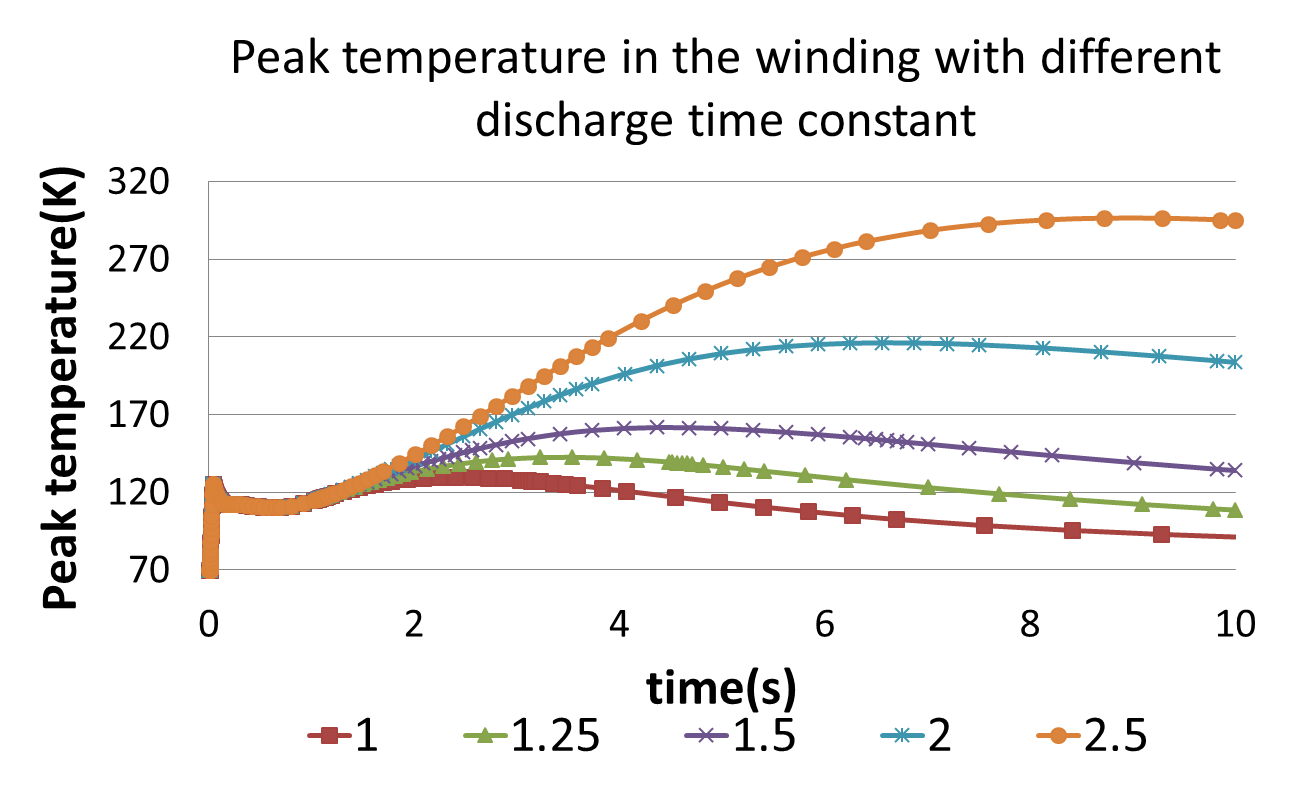 Peak temperature in the winding with different
discharge time constant
Peak temperature(K)
320
270
220
170
120
70
0 2 4 6 8 10
time(s)
1 1.25 1.5 2 2.5